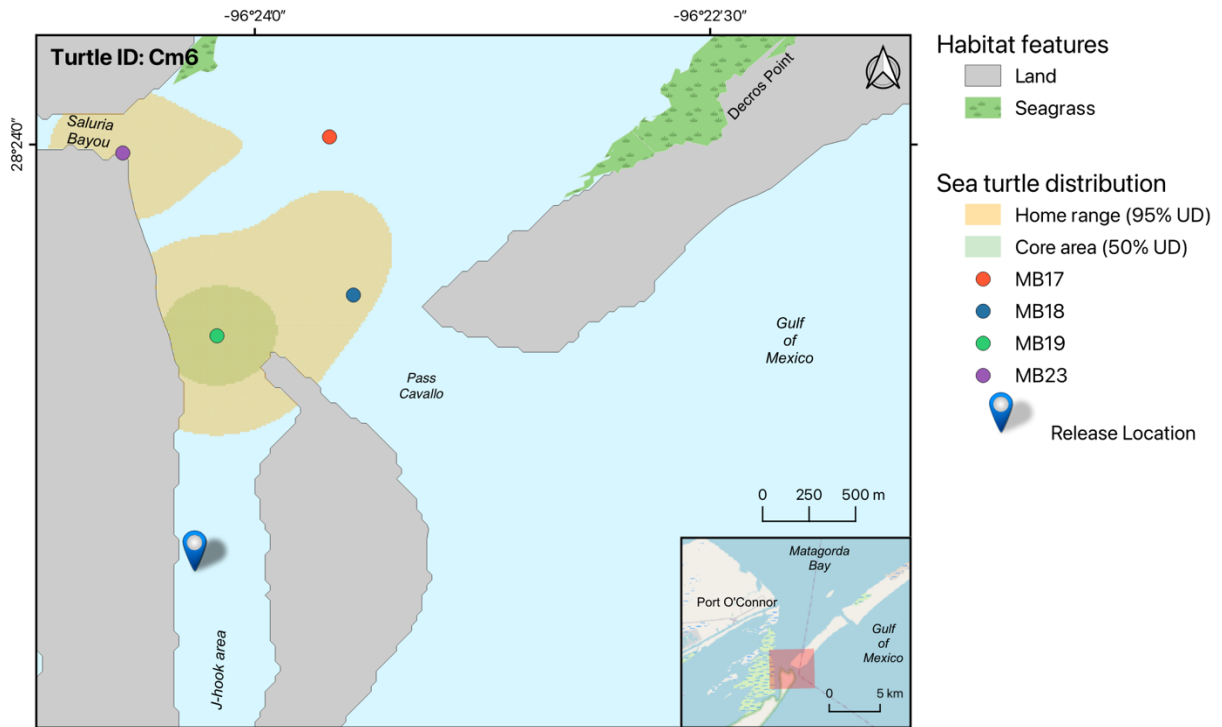 -96°24'0"
-96°22'30"
Turtle ID: Cm6
28°24'0"
Saluria
Bayou
Decros Point
Gulf
of
Mexico
Pass
Cavallo
0 250 500 m
J-hook area
Matagorda
Bay
Port O'Connor
Gulf
of
Mexico
0 5 km
Habitat features
Land
Seagrass
Sea turtle distribution
Home range (95% UD)
Core area (50% UD)
MB17
MB18
MB19
MB23
Release Location